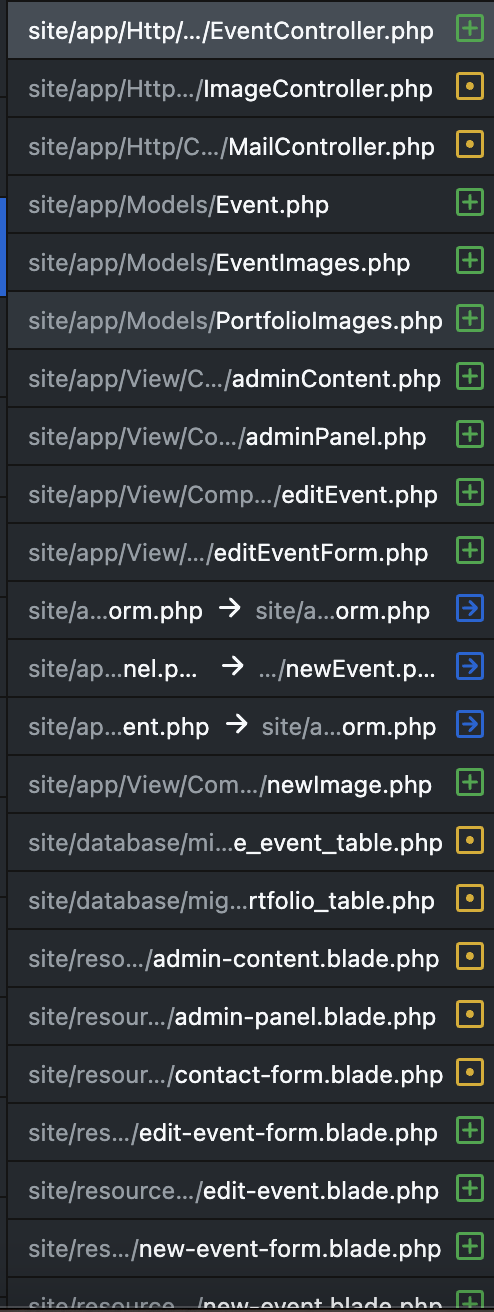 site/app/Http/.../EventController.php
site/app/Http.../ImageController.php
site/app/Http/C.../MailController.php
site/app/Models/Event.php
site/app/Models/EventImages.php
site/app/Models/PortfolioImages.php
site/app/View/C.../adminContent.php
site/app/View/Co.../adminPanel.php
site/app/View/Comp.../editEvent.php
site/app/View/.../editEventForm.php
site/a...orm.php → site/a...orm.php
site/ap...nel.p... → .../newEvent.p...
site/ap...ent.php → site/a...orm.php
site/app/View/Com.../newImage.php
site/database/mi...e_event_table.php
site/database/mig...rtfolio_table.php
site/reso.../admin-content.blade.php
site/resour.../admin-panel.blade.php
site/resour.../contact-form.blade.php
site/res.../edit-event-form.blade.php
site/resource.../edit-event.blade.php
site/res.../new-event-form.blade.php
site/resource.../new-event.blade.php